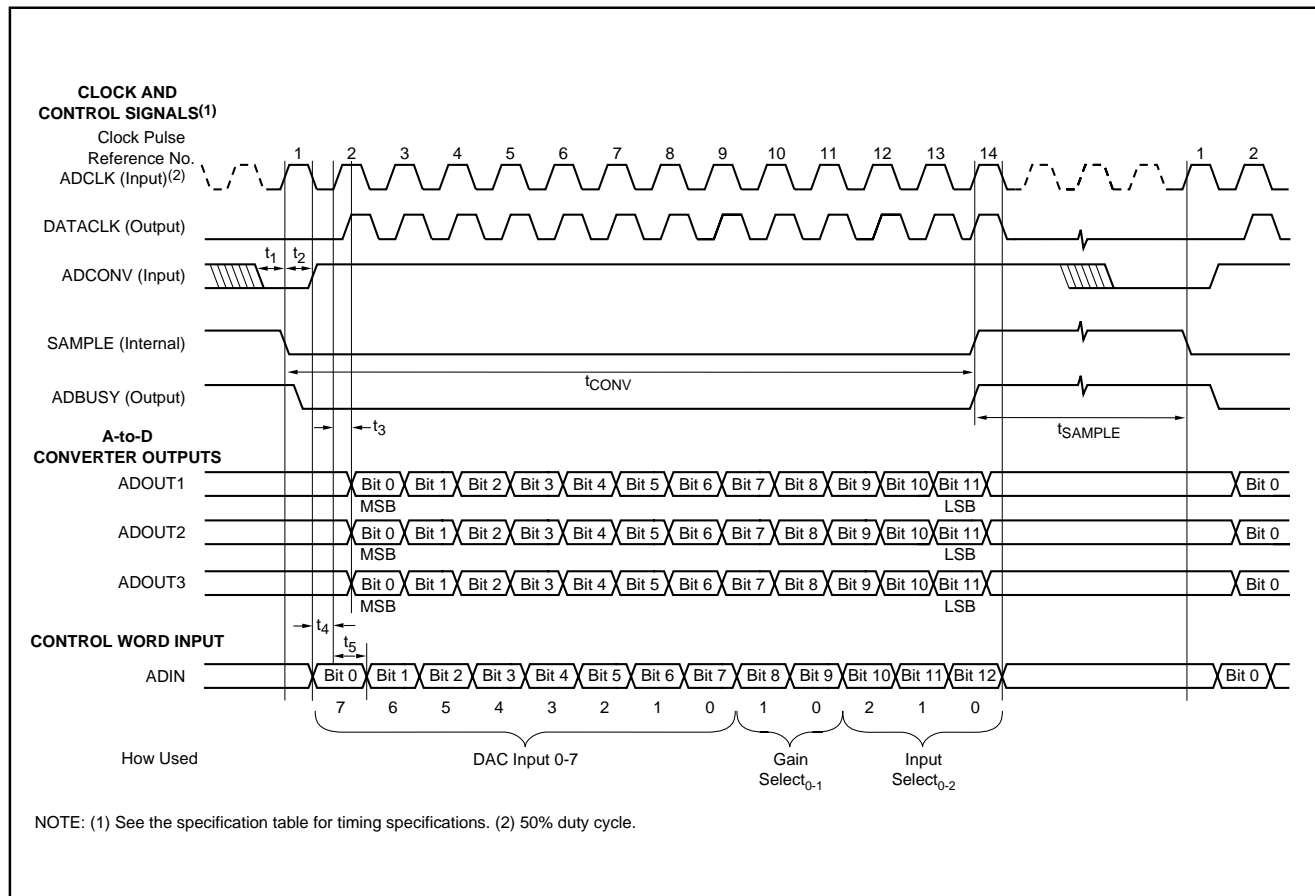 CLOCK AND
CONTROL SIGNALS(1)
Clock Pulse
Reference No.
1 2 3 4 5 6 7 8 9 10 11 12 13 14 1 2
ADCLK (Input)(2)
DATACLK (Output)
t1 t2
ADCONV (Input)
SAMPLE (Internal)
tCONV
ADBUSY (Output)
t3
tSAMPLE
A-to-D
CONVERTER OUTPUTS
ADOUT1 Bit 0 Bit 1 Bit 2 Bit 3 Bit 4 Bit 5 Bit 6 Bit 7 Bit 8 Bit 9 Bit 10 Bit 11 Bit 0
MSB LSB
ADOUT2 Bit 0 Bit 1 Bit 2 Bit 3 Bit 4 Bit 5 Bit 6 Bit 7 Bit 8 Bit 9 Bit 10 Bit 11 Bit 0
MSB LSB
ADOUT3 Bit 0 Bit 1 Bit 2 Bit 3 Bit 4 Bit 5 Bit 6 Bit 7 Bit 8 Bit 9 Bit 10 Bit 11 Bit 0
MSB LSB
t4
CONTROL WORD INPUT
t5
ADIN Bit 0 Bit 1 Bit 2 Bit 3 Bit 4 Bit 5 Bit 6 Bit 7 Bit 8 Bit 9 Bit 10 Bit 11 Bit 12 Bit 0
7 6 5 4 3 2 1 0 1 0 2 1 0
How Used DAC Input 0-7 Gain Input
Select0-1 Select0-2
NOTE: (1) See the specification table for timing specifications. (2) 50% duty cycle.